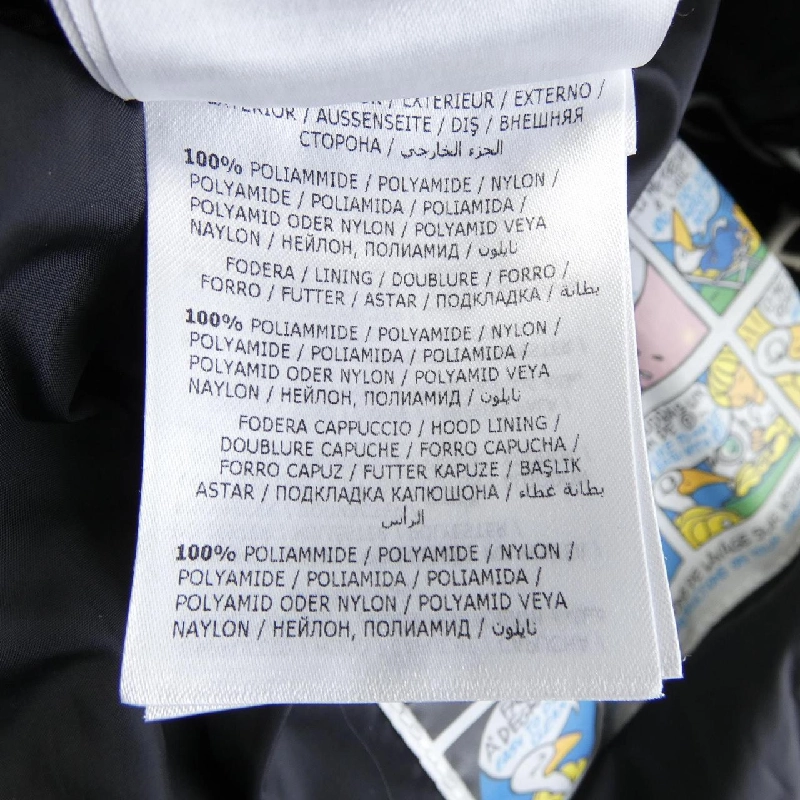 EXTERIOR / EXTERIEUR / EXTERNO /
EXTERIOR / AUSSENSEITE / DIŞ / ВНЕШНЯЯ
СТОРОНА / الجزء الخارجي
100% POLIAMMIDE / POLYAMIDE / NYLON /
POLYAMIDE / POLIAMIDA / POLIAMIDA /
POLYAMID ODER NYLON / POLYAMID VEYA
NAYLON / НЕЙЛОН, ПОЛИАМИД / نايلون
FODERA / LINING / DOUBLURE / FORRO /
FORRO / FUTTER / ASTAR / ПОДКЛАДКА / بطانة
100% POLIAMMIDE / POLYAMIDE / NYLON /
POLYAMIDE / POLIAMIDA / POLIAMIDA /
POLYAMID ODER NYLON / POLYAMID VEYA
NAYLON / НЕЙЛОН, ПОЛИАМИД / نايلون
FODERA CAPPUCCIO / HOOD LINING /
DOUBLURE CAPUCHE / FORRO CAPUCHA /
FORRO CAPUZ / FUTTER KAPUZE / BAŞLIK
ASTAR / ПОДКЛАДКА КАПЮШОНА / بطانة غطاء
الرأس
100% POLIAMMIDE / POLYAMIDE / NYLON /
POLYAMIDE / POLIAMIDA / POLIAMIDA /
POLYAMID ODER NYLON / POLYAMID VEYA
NAYLON / НЕЙЛОН, ПОЛИАМИД / نايلون